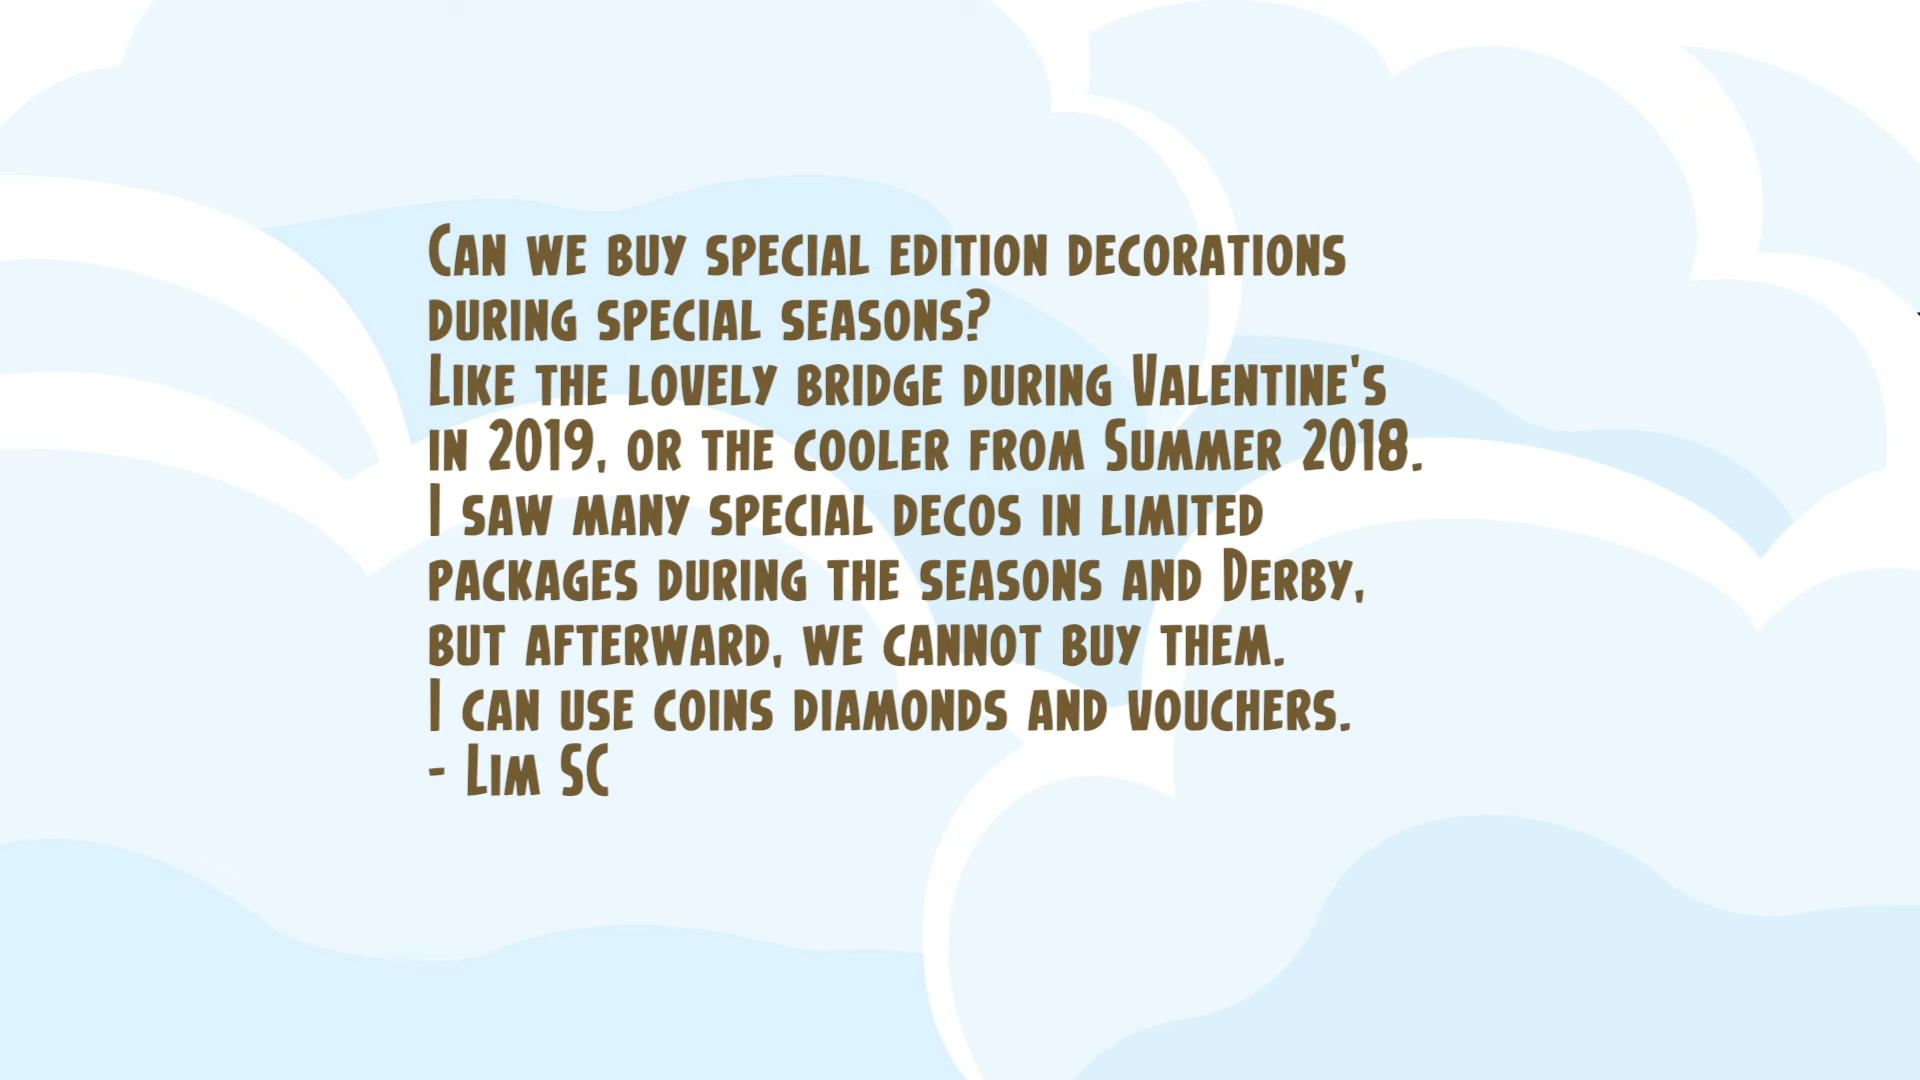 Can we buy special edition decorations
during special seasons?
Like the lovely bridge during Valentine's
in 2019, or the cooler from Summer 2018.
I saw many special decos in limited
packages during the seasons and Derby,
but afterward, we cannot buy them.
I can use coins diamonds and vouchers.
- Lim SC